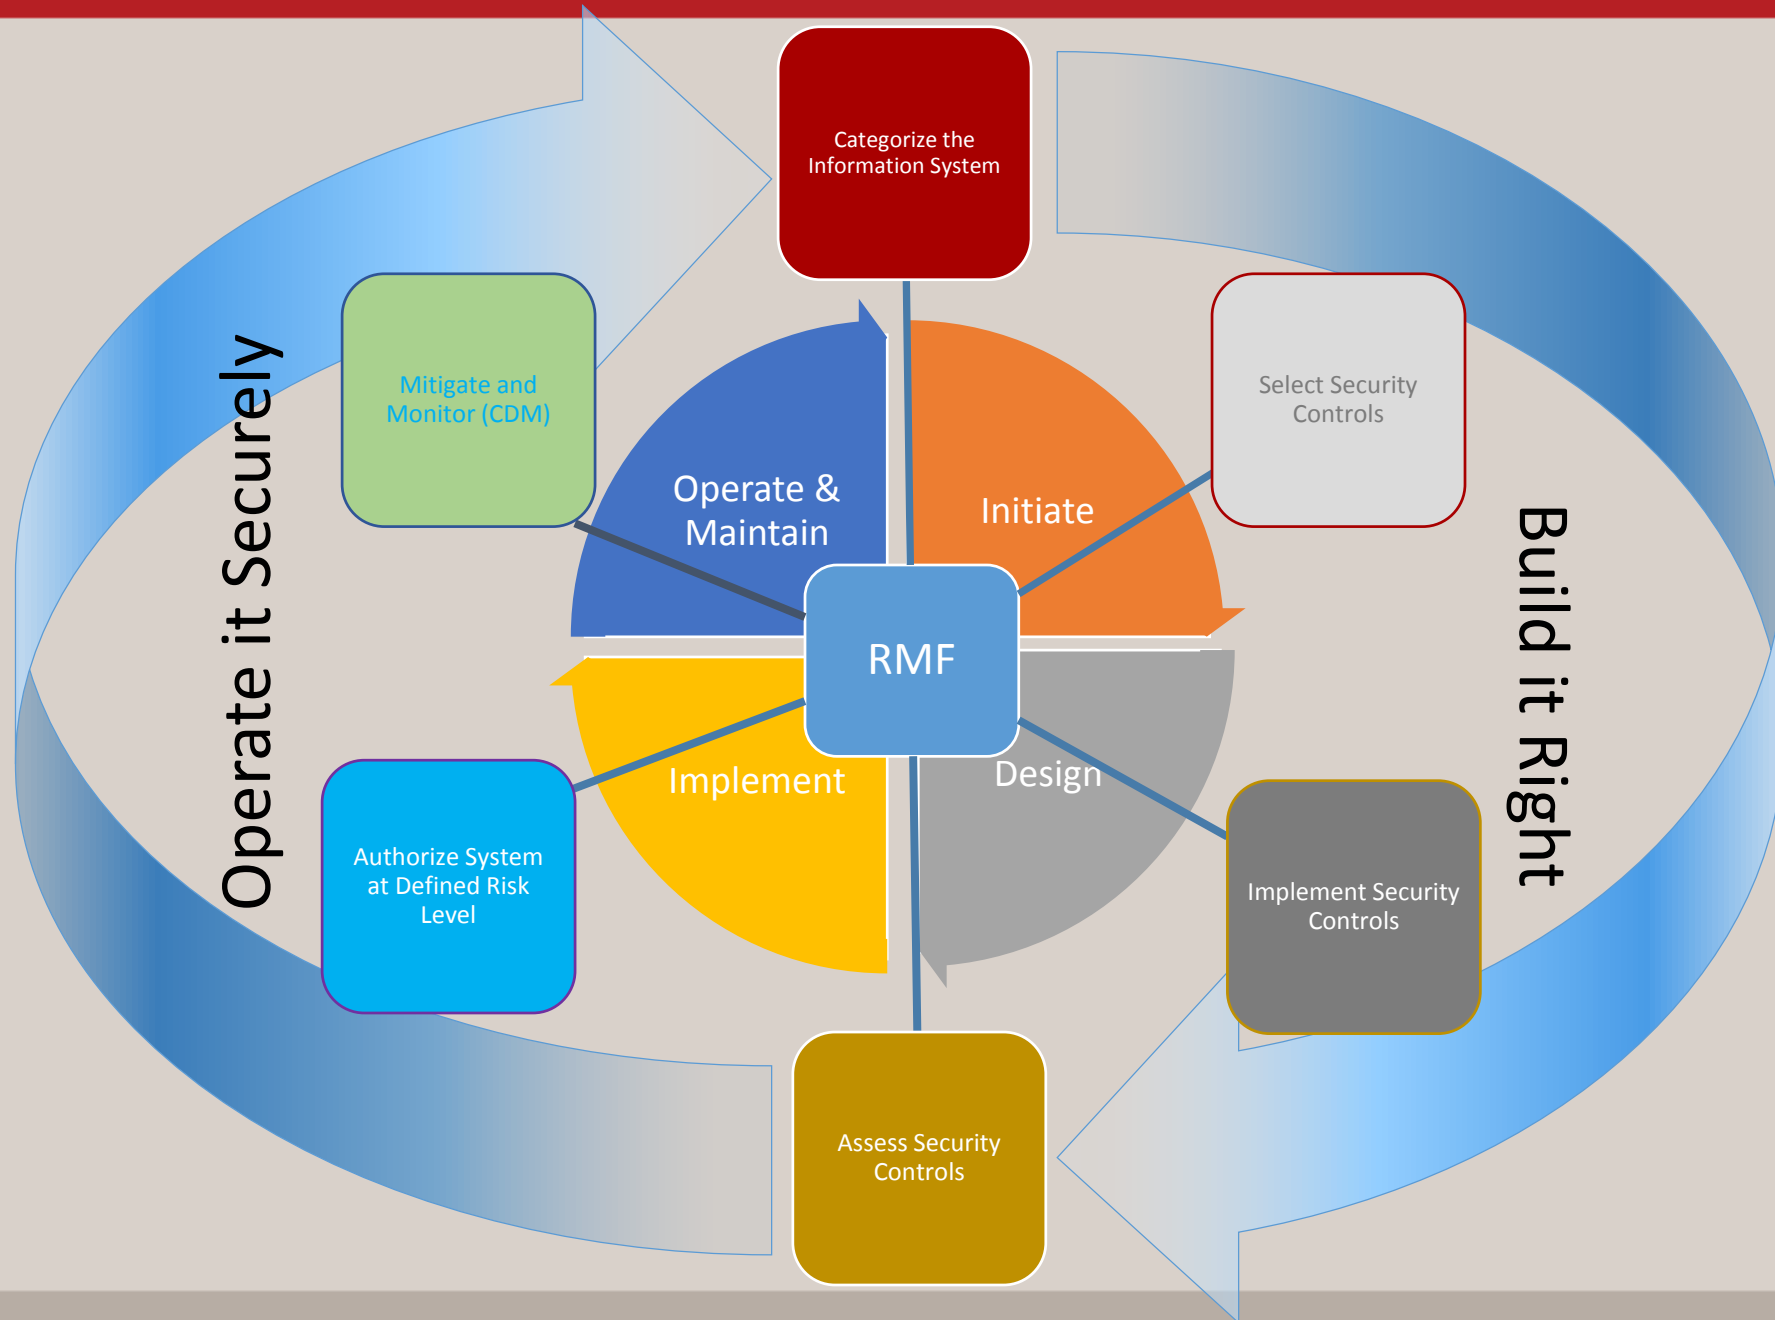 Categorize the
Information System
Select Security
Controls
Implement Security
Controls
Assess Security
Controls
Authorize System
at Defined Risk
Level
Mitigate and
Monitor (CDM)
Operate &
Maintain
Initiate
RMF
Implement
Design
Operate it Securely
Build it Right